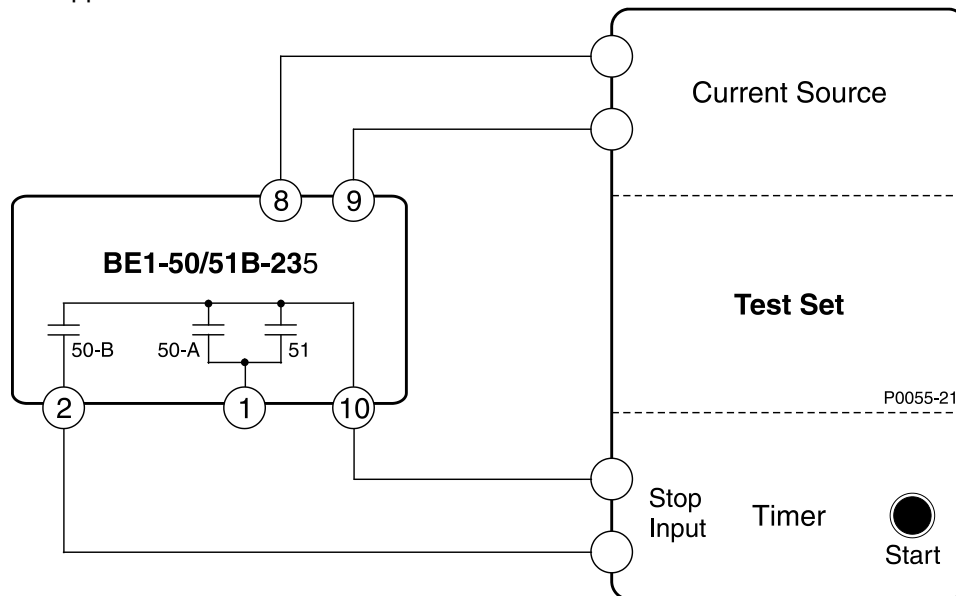 Current Source
8
9
BE1-50/51B-235
50-B
50-A
51
Test Set
2
1
10
P0055-21
Stop
Input
Timer
Start